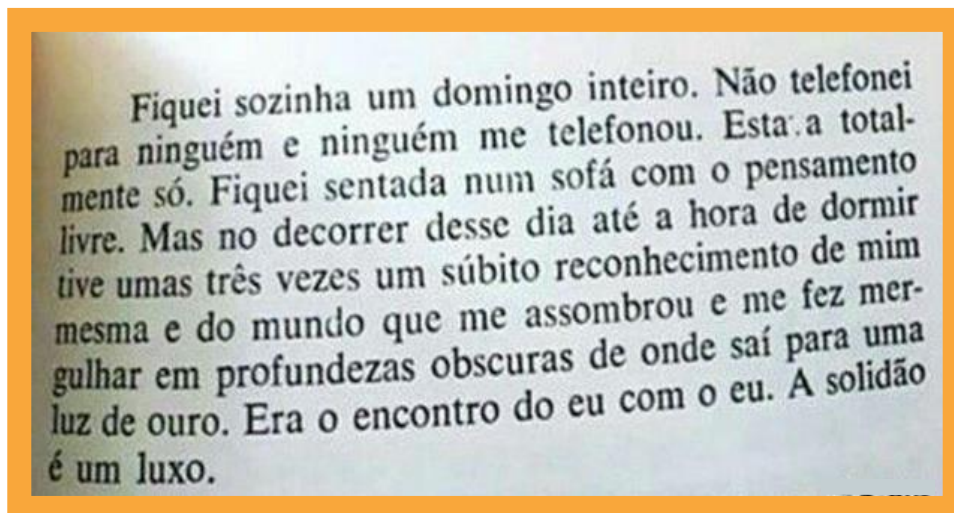 Fiquei sozinha um domingo inteiro. Não telefonei
para ninguém e ninguém me telefonou. Estava total-
mente só. Fiquei sentada num sofá com o pensamento
livre. Mas no decorrer desse dia até a hora de dormir
tive umas três vezes um súbito reconhecimento de mim
mesma e do mundo que me assombrou e me fez mer-
gulhar em profundezas obscuras de onde saí para uma
luz de ouro. Era o encontro do eu com o eu. A solidão
é um luxo.